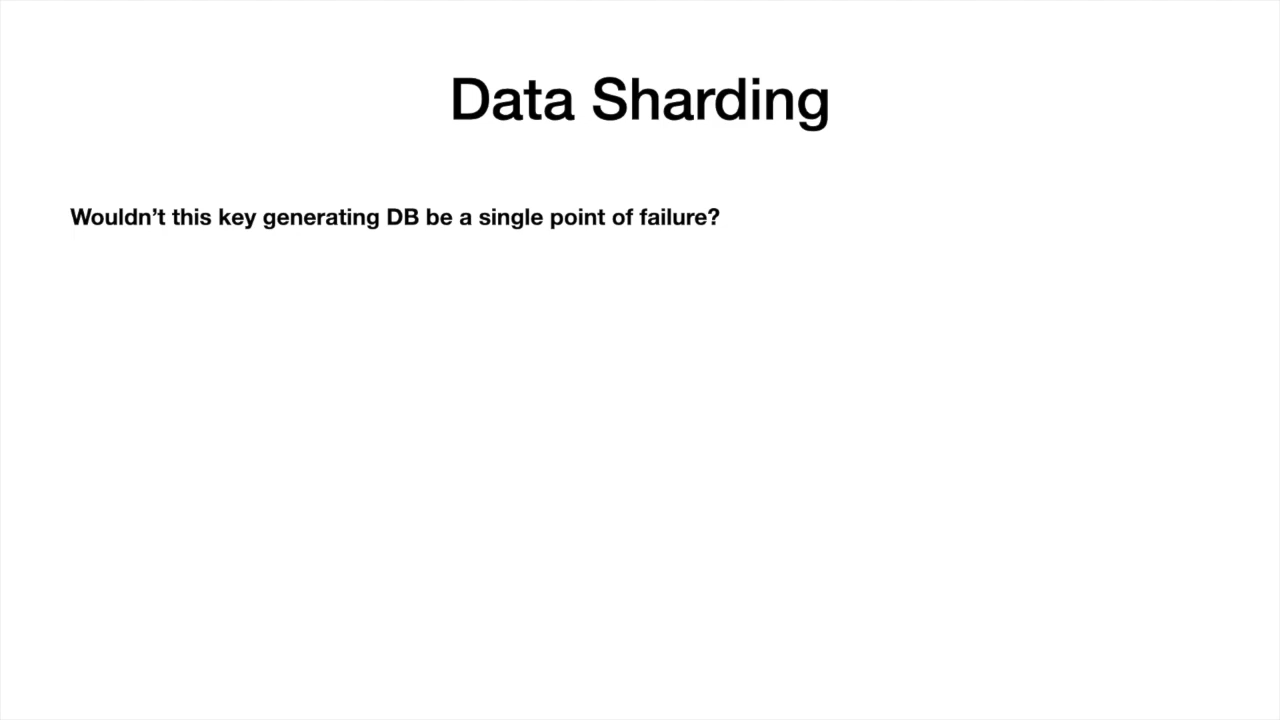 Data Sharding
Wouldn’t this key generating DB be a single point of failure?